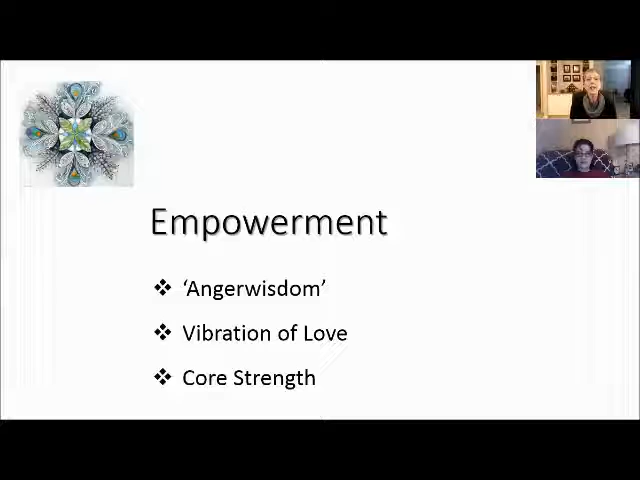 Empowerment
❖ ‘Angerwisdom’
❖ Vibration of Love
❖ Core Strength